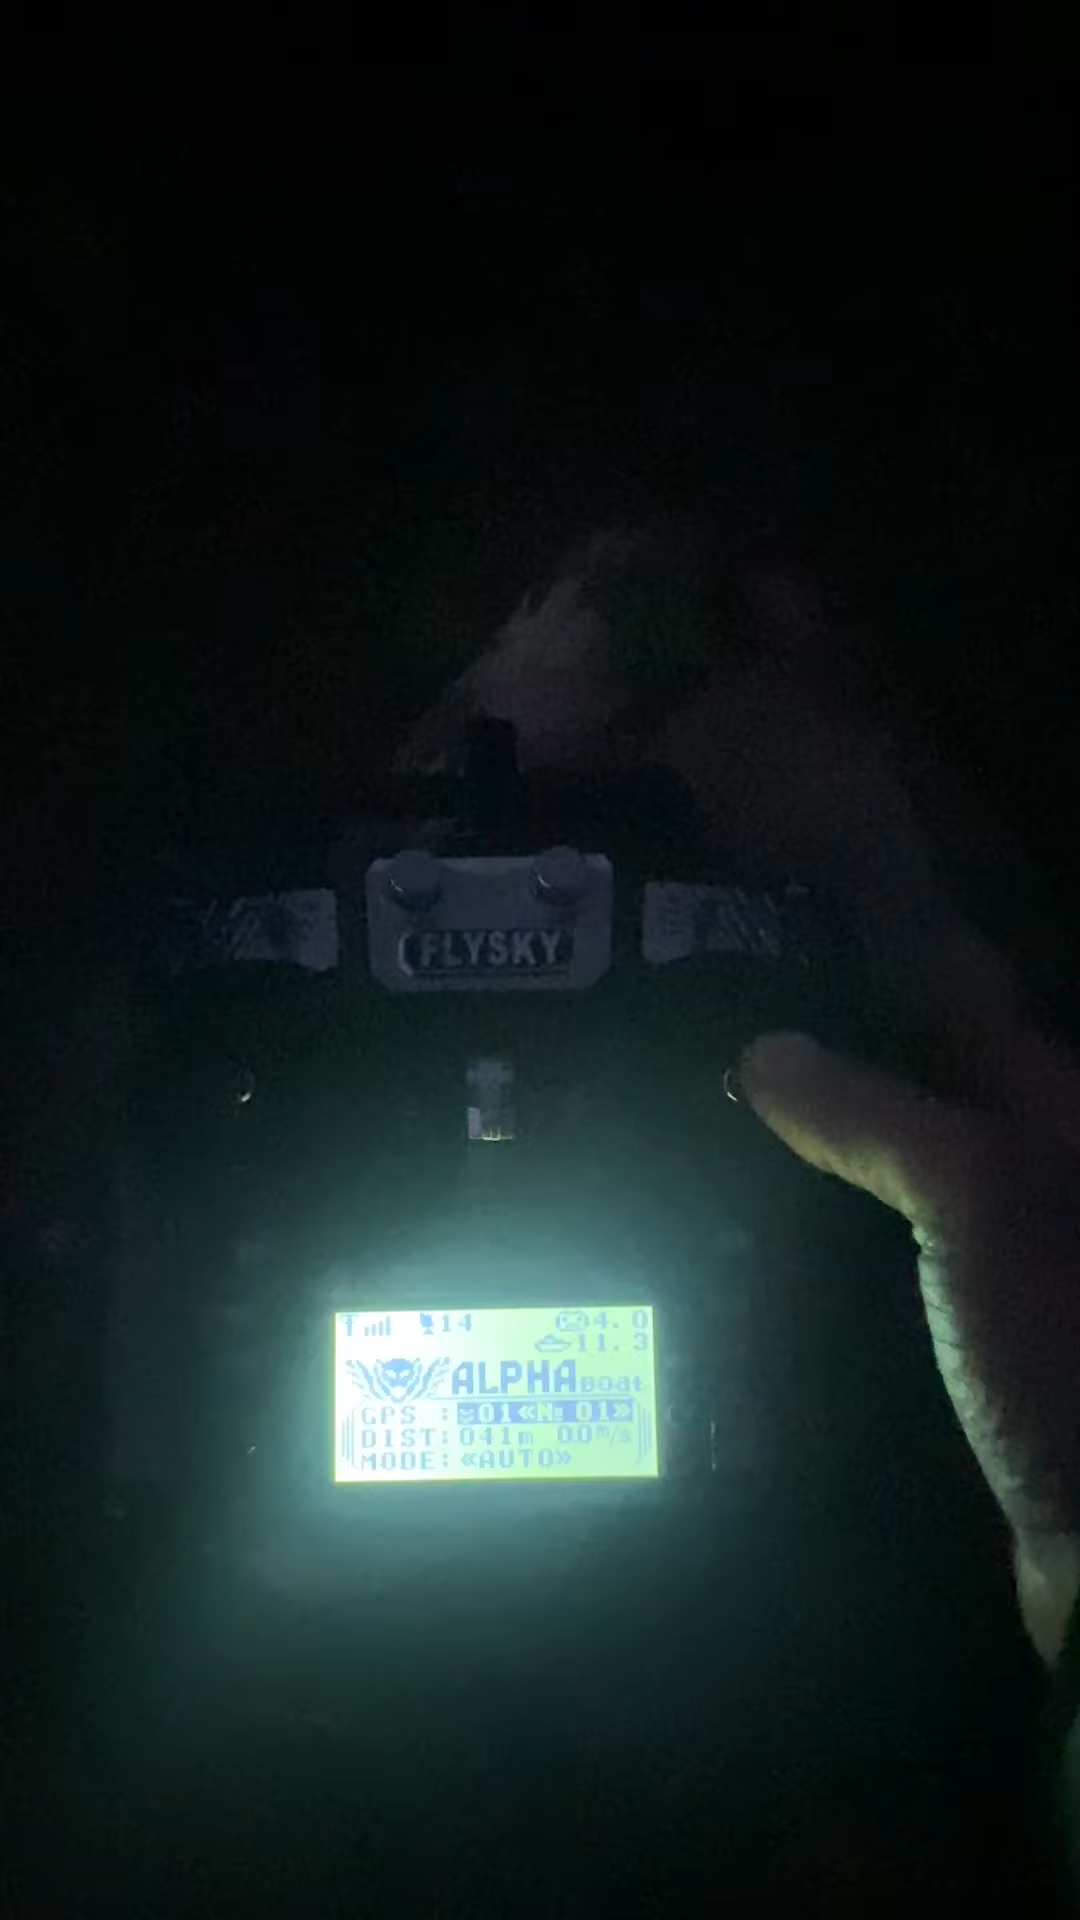 FLYSKY
14 4.0
11.3
ALPHA Boat
GPS : 01 «№ 01»
DIST: 041m 00m/s
MODE: «AUTO»